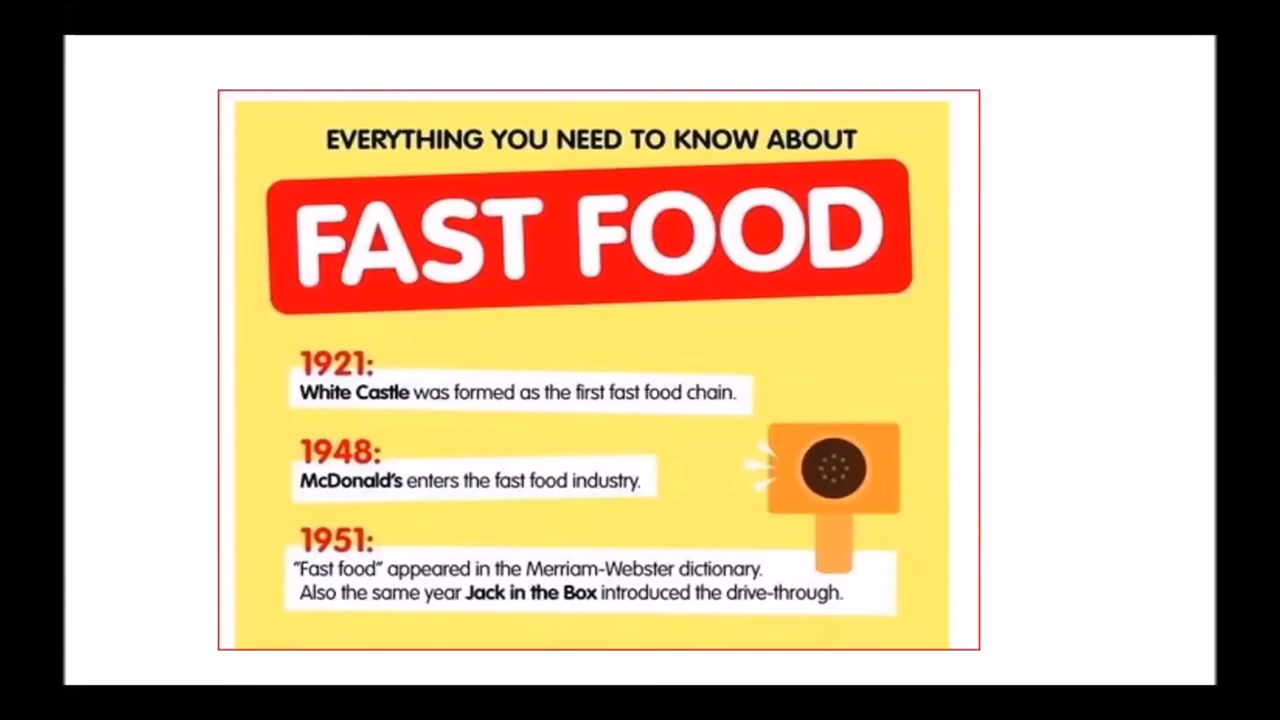 EVERYTHING YOU NEED TO KNOW ABOUT
FAST FOOD
1921:
White Castle was formed as the first fast food chain.
1948:
McDonald's enters the fast food industry.
1951:
"Fast food" appeared in the Merriam-Webster dictionary.
Also the same year Jack in the Box introduced the drive-through.